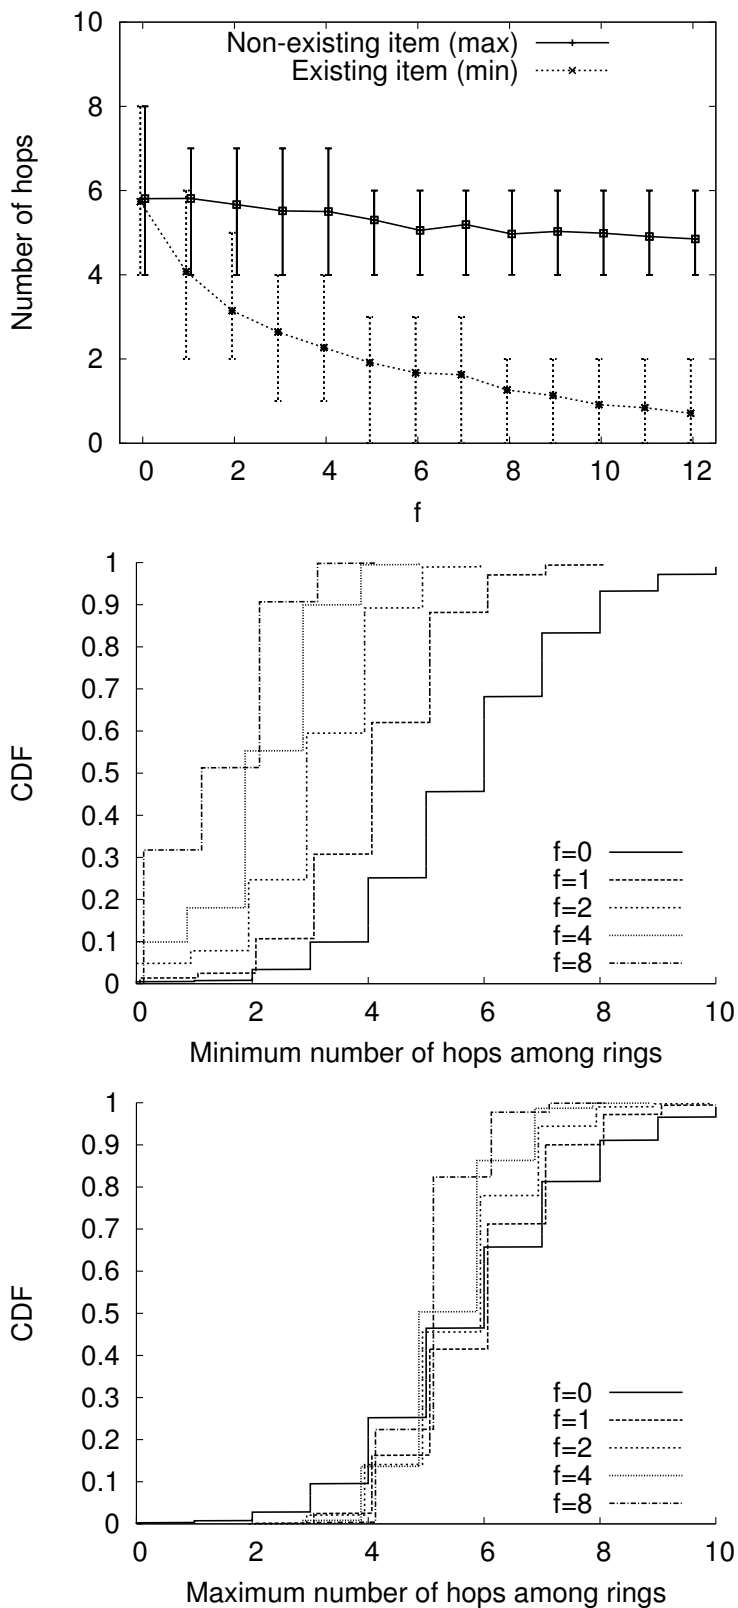 10
8
6
4
2
0
Number of hops
Non-existing item (max)
Existing item (min)
0 2 4 6 8 10 12
f
1
0.9
0.8
0.7
0.6
0.5
0.4
0.3
0.2
0.1
0
CDF
f=0
f=1
f=2
f=4
f=8
0 2 4 6 8 10
Minimum number of hops among rings
1
0.9
0.8
0.7
0.6
0.5
0.4
0.3
0.2
0.1
0
CDF
f=0
f=1
f=2
f=4
f=8
0 2 4 6 8 10
Maximum number of hops among rings